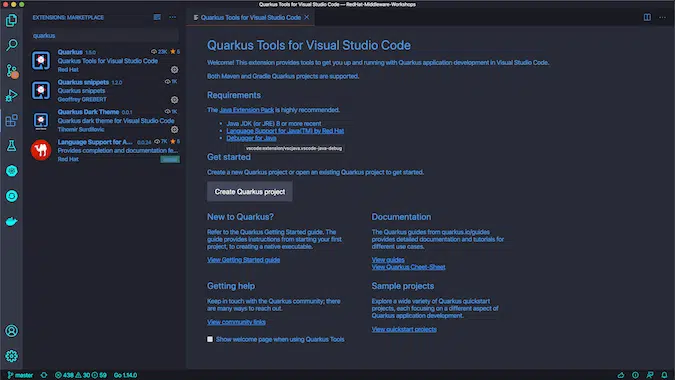 Quarkus Tools for Visual Studio Code — RedHat-Middleware-Workshops
EXTENSIONS: MARKETPLACE
quarkus
Quarkus 1.5.0 23K 5
Quarkus Tools for Visual Studio Code
Red Hat
Quarkus snippets 1.2.0 1K
Quarkus snippets
Geoffrey GREBERT
Quarkus Dark Theme 0.0.1 1K
Quarkus dark theme for Visual Studio Code
Tihomir Surdilovic
Language Support for A... 0.0.24 7K 5
Provides completion and documentation fe...
Red Hat
Quarkus Tools for Visual Studio Code
Quarkus Tools for Visual Studio Code
Welcome! This extension provides tools to get you up and running with Quarkus application development in Visual Studio Code.
Both Maven and Gradle Quarkus projects are supported.
Requirements
The Java Extension Pack is highly recommended.
• Java JDK (or JRE) 8 or more recent
• Language Support for Java(TM) by Red Hat
• Debugger for Java
vscode:extension/vscjava.vscode-java-debug
Get started
Create a new Quarkus project or open an existing Quarkus project to get started.
Create Quarkus project
New to Quarkus?
Refer to the Quarkus Getting Started guide. The
guide provides instructions from starting your first
project, to creating a native executable.
View Getting Started guide
Documentation
The Quarkus guides from quarkus.io/guides
provides detailed documentation and tutorials for
different use cases.
View guides
View Quarkus Cheat-Sheet
Getting help
Keep in touch with the Quarkus community; there
are many ways to reach out.
View community links
Sample projects
Explore a wide variety of Quarkus quickstart
projects, each focusing on a different aspect of
Quarkus application development.
View quickstart projects
Show welcome page when using Quarkus Tools
master 438 30 59 Go 1.14.0